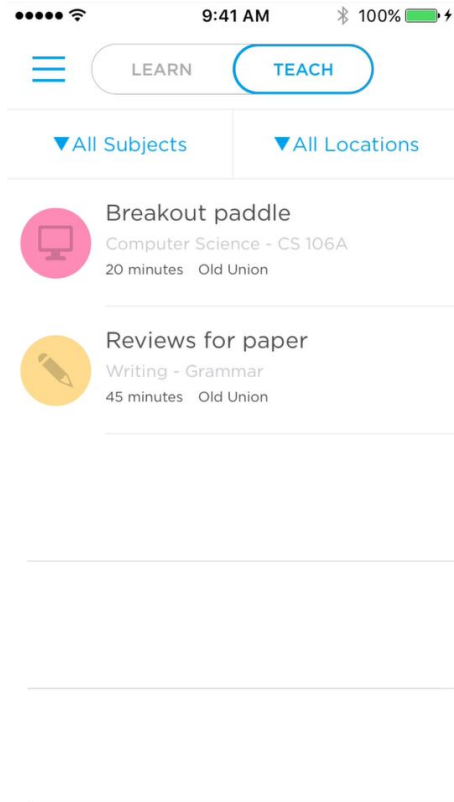 9:41 AM 100%
LEARN TEACH
▼All Subjects ▼All Locations
Breakout paddle
Computer Science - CS 106A
20 minutes Old Union
Reviews for paper
Writing - Grammar
45 minutes Old Union